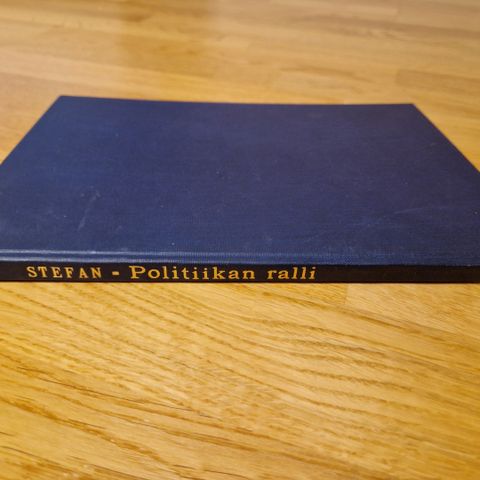 STEFAN - Politiikan ralli